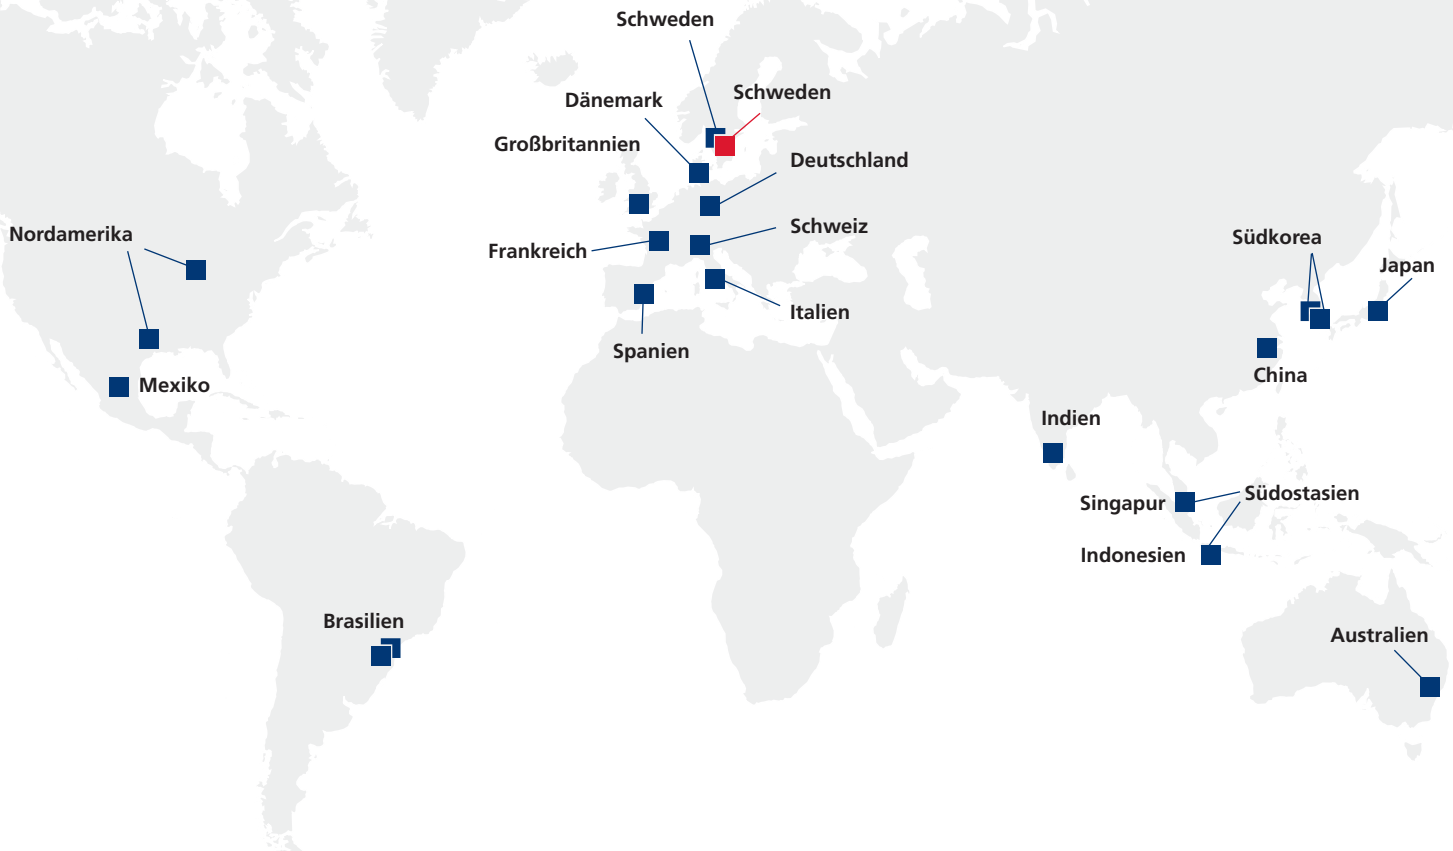 Schweden
Schweden
Dänemark
Großbritannien
Deutschland
Schweiz
Nordamerika
Frankreich
Südkorea
Japan
Italien
Spanien
China
Mexiko
Indien
Südostasien
Singapur
Indonesien
Brasilien
Australien